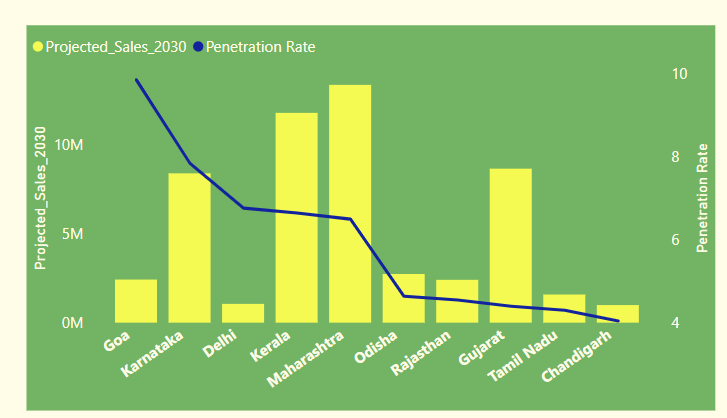 Projected_Sales_2030 Penetration Rate
Projected_Sales_2030
10M
5M
0M
10
8
6
4
Penetration Rate
Goa
Karnataka
Delhi
Kerala
Maharashtra
Odisha
Rajasthan
Gujarat
Tamil Nadu
Chandigarh